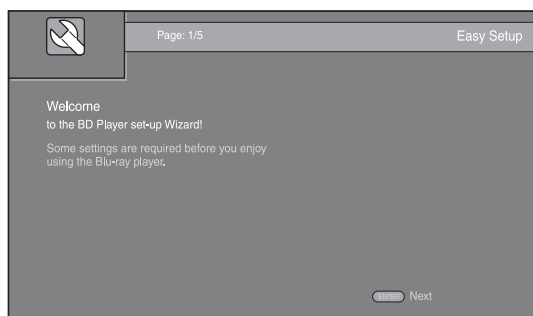 Page: 1/5
Easy Setup
Welcome
to the BD Player set-up Wizard!
Some settings are required before you enjoy
using the Blu-ray player.
ENTER Next